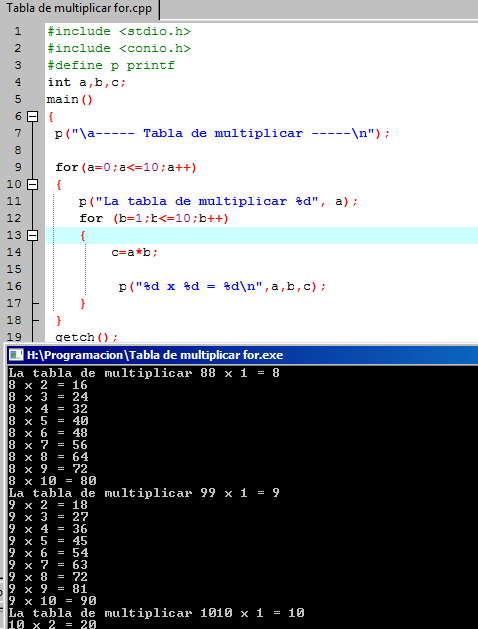 Tabla de multiplicar for.cpp
1 #include <stdio.h>
2 #include <conio.h>
3 #define p printf
4 int a,b,c;
5 main()
6 {
7 p("\a----- Tabla de multiplicar -----\n");
8
9 for(a=0;a<=10;a++)
10 {
11 p("La tabla de multiplicar %d", a);
12 for (b=1;b<=10;b++)
13 {
14 c=a*b;
15
16 p("%d x %d = %d\n",a,b,c);
17 }
18 }
19 getch();
H:\Programacion\Tabla de multiplicar for.exe
La tabla de multiplicar 88 x 1 = 8
8 x 2 = 16
8 x 3 = 24
8 x 4 = 32
8 x 5 = 40
8 x 6 = 48
8 x 7 = 56
8 x 8 = 64
8 x 9 = 72
8 x 10 = 80
La tabla de multiplicar 99 x 1 = 9
9 x 2 = 18
9 x 3 = 27
9 x 4 = 36
9 x 5 = 45
9 x 6 = 54
9 x 7 = 63
9 x 8 = 72
9 x 9 = 81
9 x 10 = 90
La tabla de multiplicar 1010 x 1 = 10
10 x 2 = 20